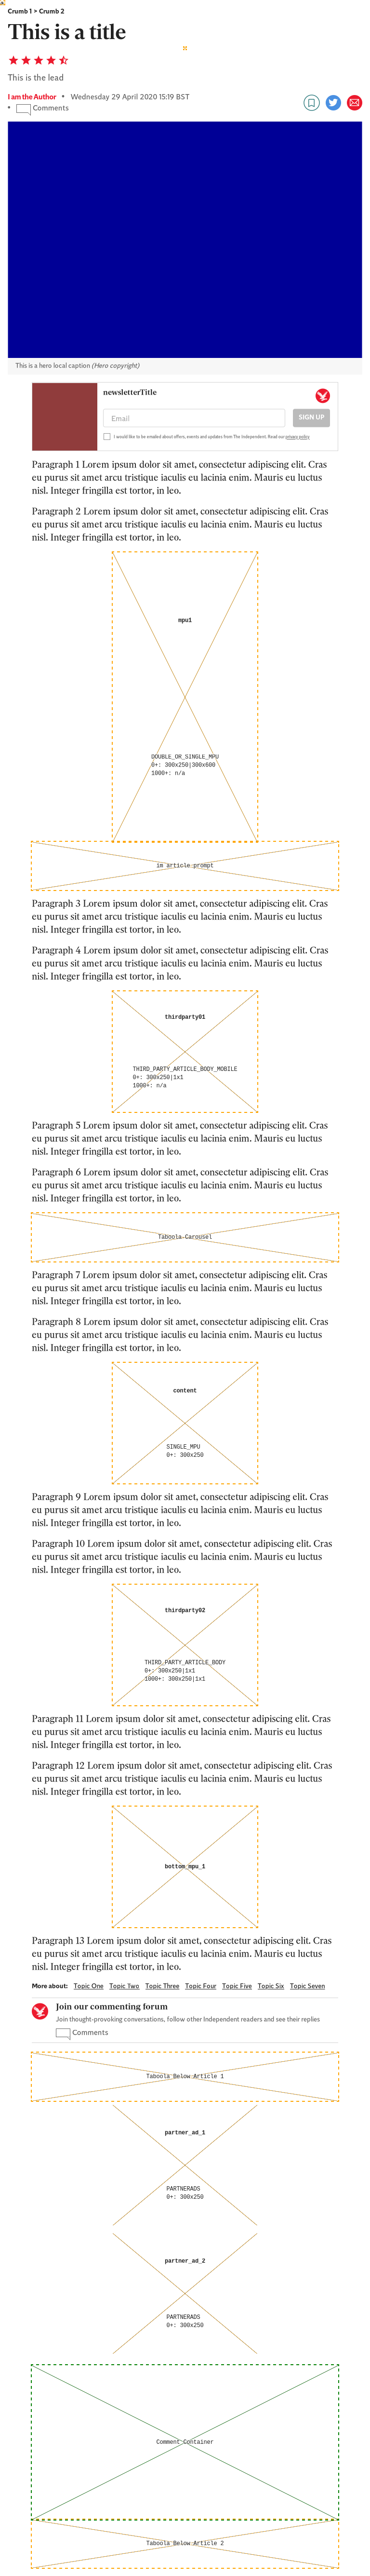 Crumb 1 > Crumb 2
This is a title
This is the lead
I am the Author • Wednesday 29 April 2020 15:19 BST
• Comments
This is a hero local caption (Hero copyright)
newsletterTitle
Email
SIGN UP
I would like to be emailed about offers, events and updates from The Independent. Read our privacy policy
Paragraph 1 Lorem ipsum dolor sit amet, consectetur adipiscing elit. Cras
eu purus sit amet arcu tristique iaculis eu lacinia enim. Mauris eu luctus
nisl. Integer fringilla est tortor, in leo.
Paragraph 2 Lorem ipsum dolor sit amet, consectetur adipiscing elit. Cras
eu purus sit amet arcu tristique iaculis eu lacinia enim. Mauris eu luctus
nisl. Integer fringilla est tortor, in leo.
mpu1
DOUBLE_OR_SINGLE_MPU
0+: 300x250|300x600
1000+: n/a
im article prompt
Paragraph 3 Lorem ipsum dolor sit amet, consectetur adipiscing elit. Cras
eu purus sit amet arcu tristique iaculis eu lacinia enim. Mauris eu luctus
nisl. Integer fringilla est tortor, in leo.
Paragraph 4 Lorem ipsum dolor sit amet, consectetur adipiscing elit. Cras
eu purus sit amet arcu tristique iaculis eu lacinia enim. Mauris eu luctus
nisl. Integer fringilla est tortor, in leo.
thirdparty01
THIRD_PARTY_ARTICLE_BODY_MOBILE
0+: 300x250|1x1
1000+: n/a
Paragraph 5 Lorem ipsum dolor sit amet, consectetur adipiscing elit. Cras
eu purus sit amet arcu tristique iaculis eu lacinia enim. Mauris eu luctus
nisl. Integer fringilla est tortor, in leo.
Paragraph 6 Lorem ipsum dolor sit amet, consectetur adipiscing elit. Cras
eu purus sit amet arcu tristique iaculis eu lacinia enim. Mauris eu luctus
nisl. Integer fringilla est tortor, in leo.
Taboola Carousel
Paragraph 7 Lorem ipsum dolor sit amet, consectetur adipiscing elit. Cras
eu purus sit amet arcu tristique iaculis eu lacinia enim. Mauris eu luctus
nisl. Integer fringilla est tortor, in leo.
Paragraph 8 Lorem ipsum dolor sit amet, consectetur adipiscing elit. Cras
eu purus sit amet arcu tristique iaculis eu lacinia enim. Mauris eu luctus
nisl. Integer fringilla est tortor, in leo.
content
SINGLE_MPU
0+: 300x250
Paragraph 9 Lorem ipsum dolor sit amet, consectetur adipiscing elit. Cras
eu purus sit amet arcu tristique iaculis eu lacinia enim. Mauris eu luctus
nisl. Integer fringilla est tortor, in leo.
Paragraph 10 Lorem ipsum dolor sit amet, consectetur adipiscing elit. Cras
eu purus sit amet arcu tristique iaculis eu lacinia enim. Mauris eu luctus
nisl. Integer fringilla est tortor, in leo.
thirdparty02
THIRD_PARTY_ARTICLE_BODY
0+: 300x250|1x1
1000+: 300x250|1x1
Paragraph 11 Lorem ipsum dolor sit amet, consectetur adipiscing elit. Cras
eu purus sit amet arcu tristique iaculis eu lacinia enim. Mauris eu luctus
nisl. Integer fringilla est tortor, in leo.
Paragraph 12 Lorem ipsum dolor sit amet, consectetur adipiscing elit. Cras
eu purus sit amet arcu tristique iaculis eu lacinia enim. Mauris eu luctus
nisl. Integer fringilla est tortor, in leo.
bottom_mpu_1
Paragraph 13 Lorem ipsum dolor sit amet, consectetur adipiscing elit. Cras
eu purus sit amet arcu tristique iaculis eu lacinia enim. Mauris eu luctus
nisl. Integer fringilla est tortor, in leo.
More about: Topic One Topic Two Topic Three Topic Four Topic Five Topic Six Topic Seven
Join our commenting forum
Join thought-provoking conversations, follow other Independent readers and see their replies
Comments
Taboola Below Article 1
partner_ad_1
PARTNERADS
0+: 300x250
partner_ad_2
PARTNERADS
0+: 300x250
Comment Container
Taboola Below Article 2